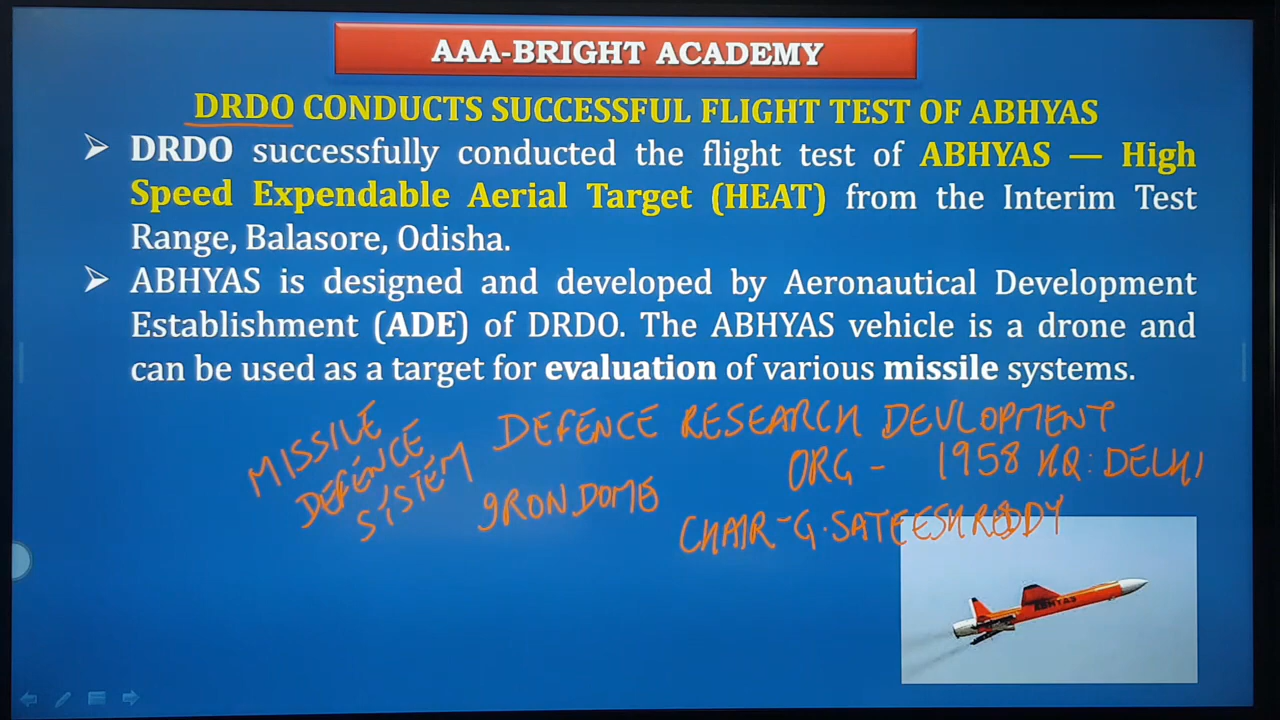 AAA-BRIGHT ACADEMY
DRDO CONDUCTS SUCCESSFUL FLIGHT TEST OF ABHYAS
➢ DRDO successfully conducted the flight test of ABHYAS — High
Speed Expendable Aerial Target (HEAT) from the Interim Test
Range, Balasore, Odisha.
➢ ABHYAS is designed and developed by Aeronautical Development
Establishment (ADE) of DRDO. The ABHYAS vehicle is a drone and
can be used as a target for evaluation of various missile systems.
MISSILE
DEFENCE
SYSTEM
IRON DOME
DEFENCE RESEARCH DEVLOPMENT
ORG - 1958 HQ: DELHI
CHAIR - G. SATEESH REDDY
ABHYAS